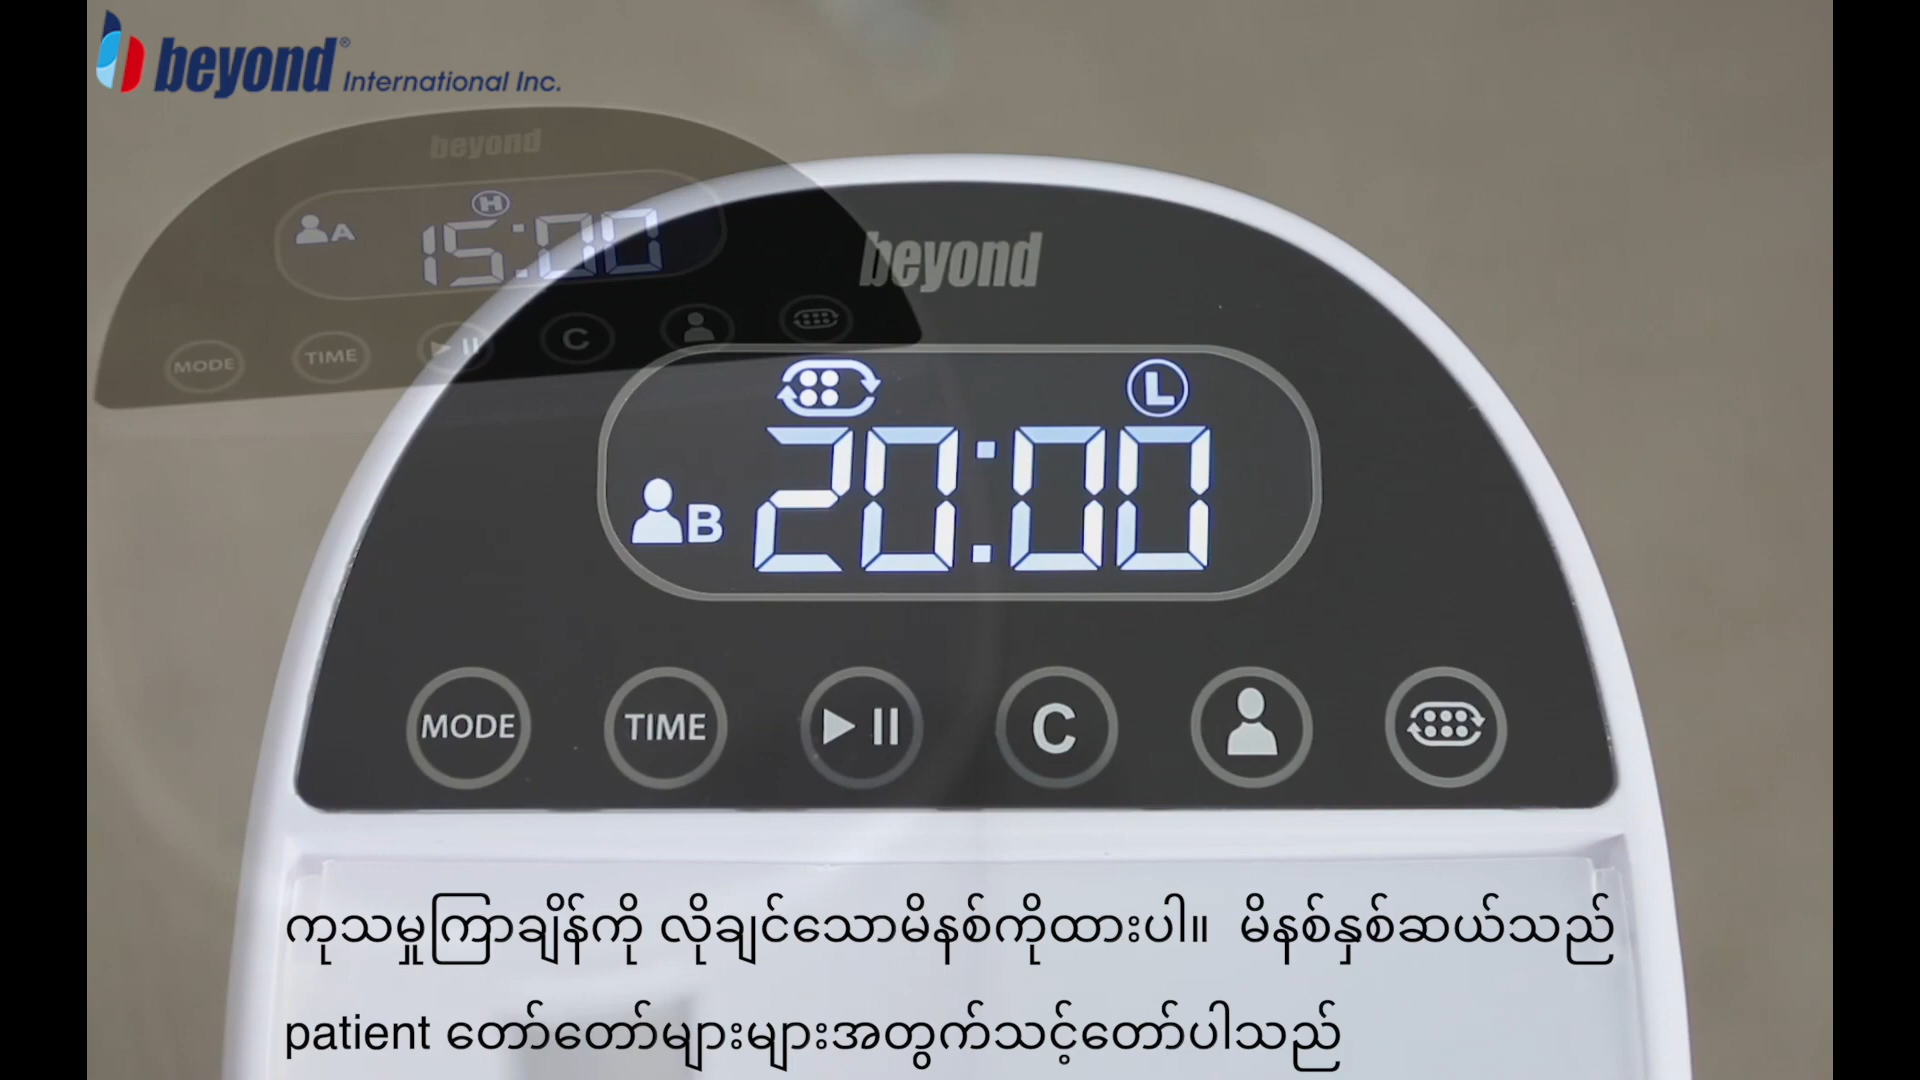 beyond® International Inc.
beyond
H
A 15:00
MODE TIME C
beyond
L
B 20:00
MODE TIME C
ကုသမှုကြာချိန်ကို လိုချင်သောမိနစ်ကိုထားပါ။ မိနစ်နှစ်ဆယ်သည်
patient တော်တော်များများအတွက်သင့်တော်ပါသည်